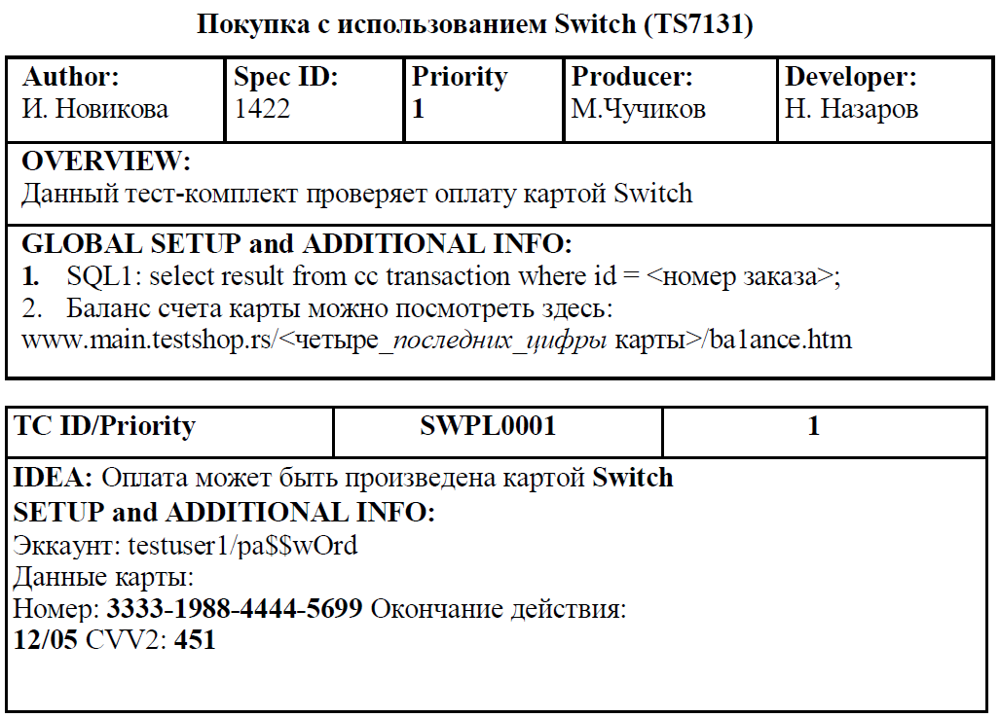 Покупка с использованием Switch (TS7131)
Author: Spec ID: Priority Producer: Developer:
И. Новикова 1422 1 М.Чучиков Н. Назаров
OVERVIEW:
Данный тест-комплект проверяет оплату картой Switch
GLOBAL SETUP and ADDITIONAL INFO:
1. SQL1: select result from cc transaction where id = <номер заказа>;
2. Баланс счета карты можно посмотреть здесь:
www.main.testshop.rs/<четыре_последних_цифры карты>/ba1ance.htm
TC ID/Priority SWPL0001 1
IDEA: Оплата может быть произведена картой Switch
SETUP and ADDITIONAL INFO:
Эккаунт: testuser1/pa$$wOrd
Данные карты:
Номер: 3333-1988-4444-5699 Окончание действия:
12/05 CVV2: 451